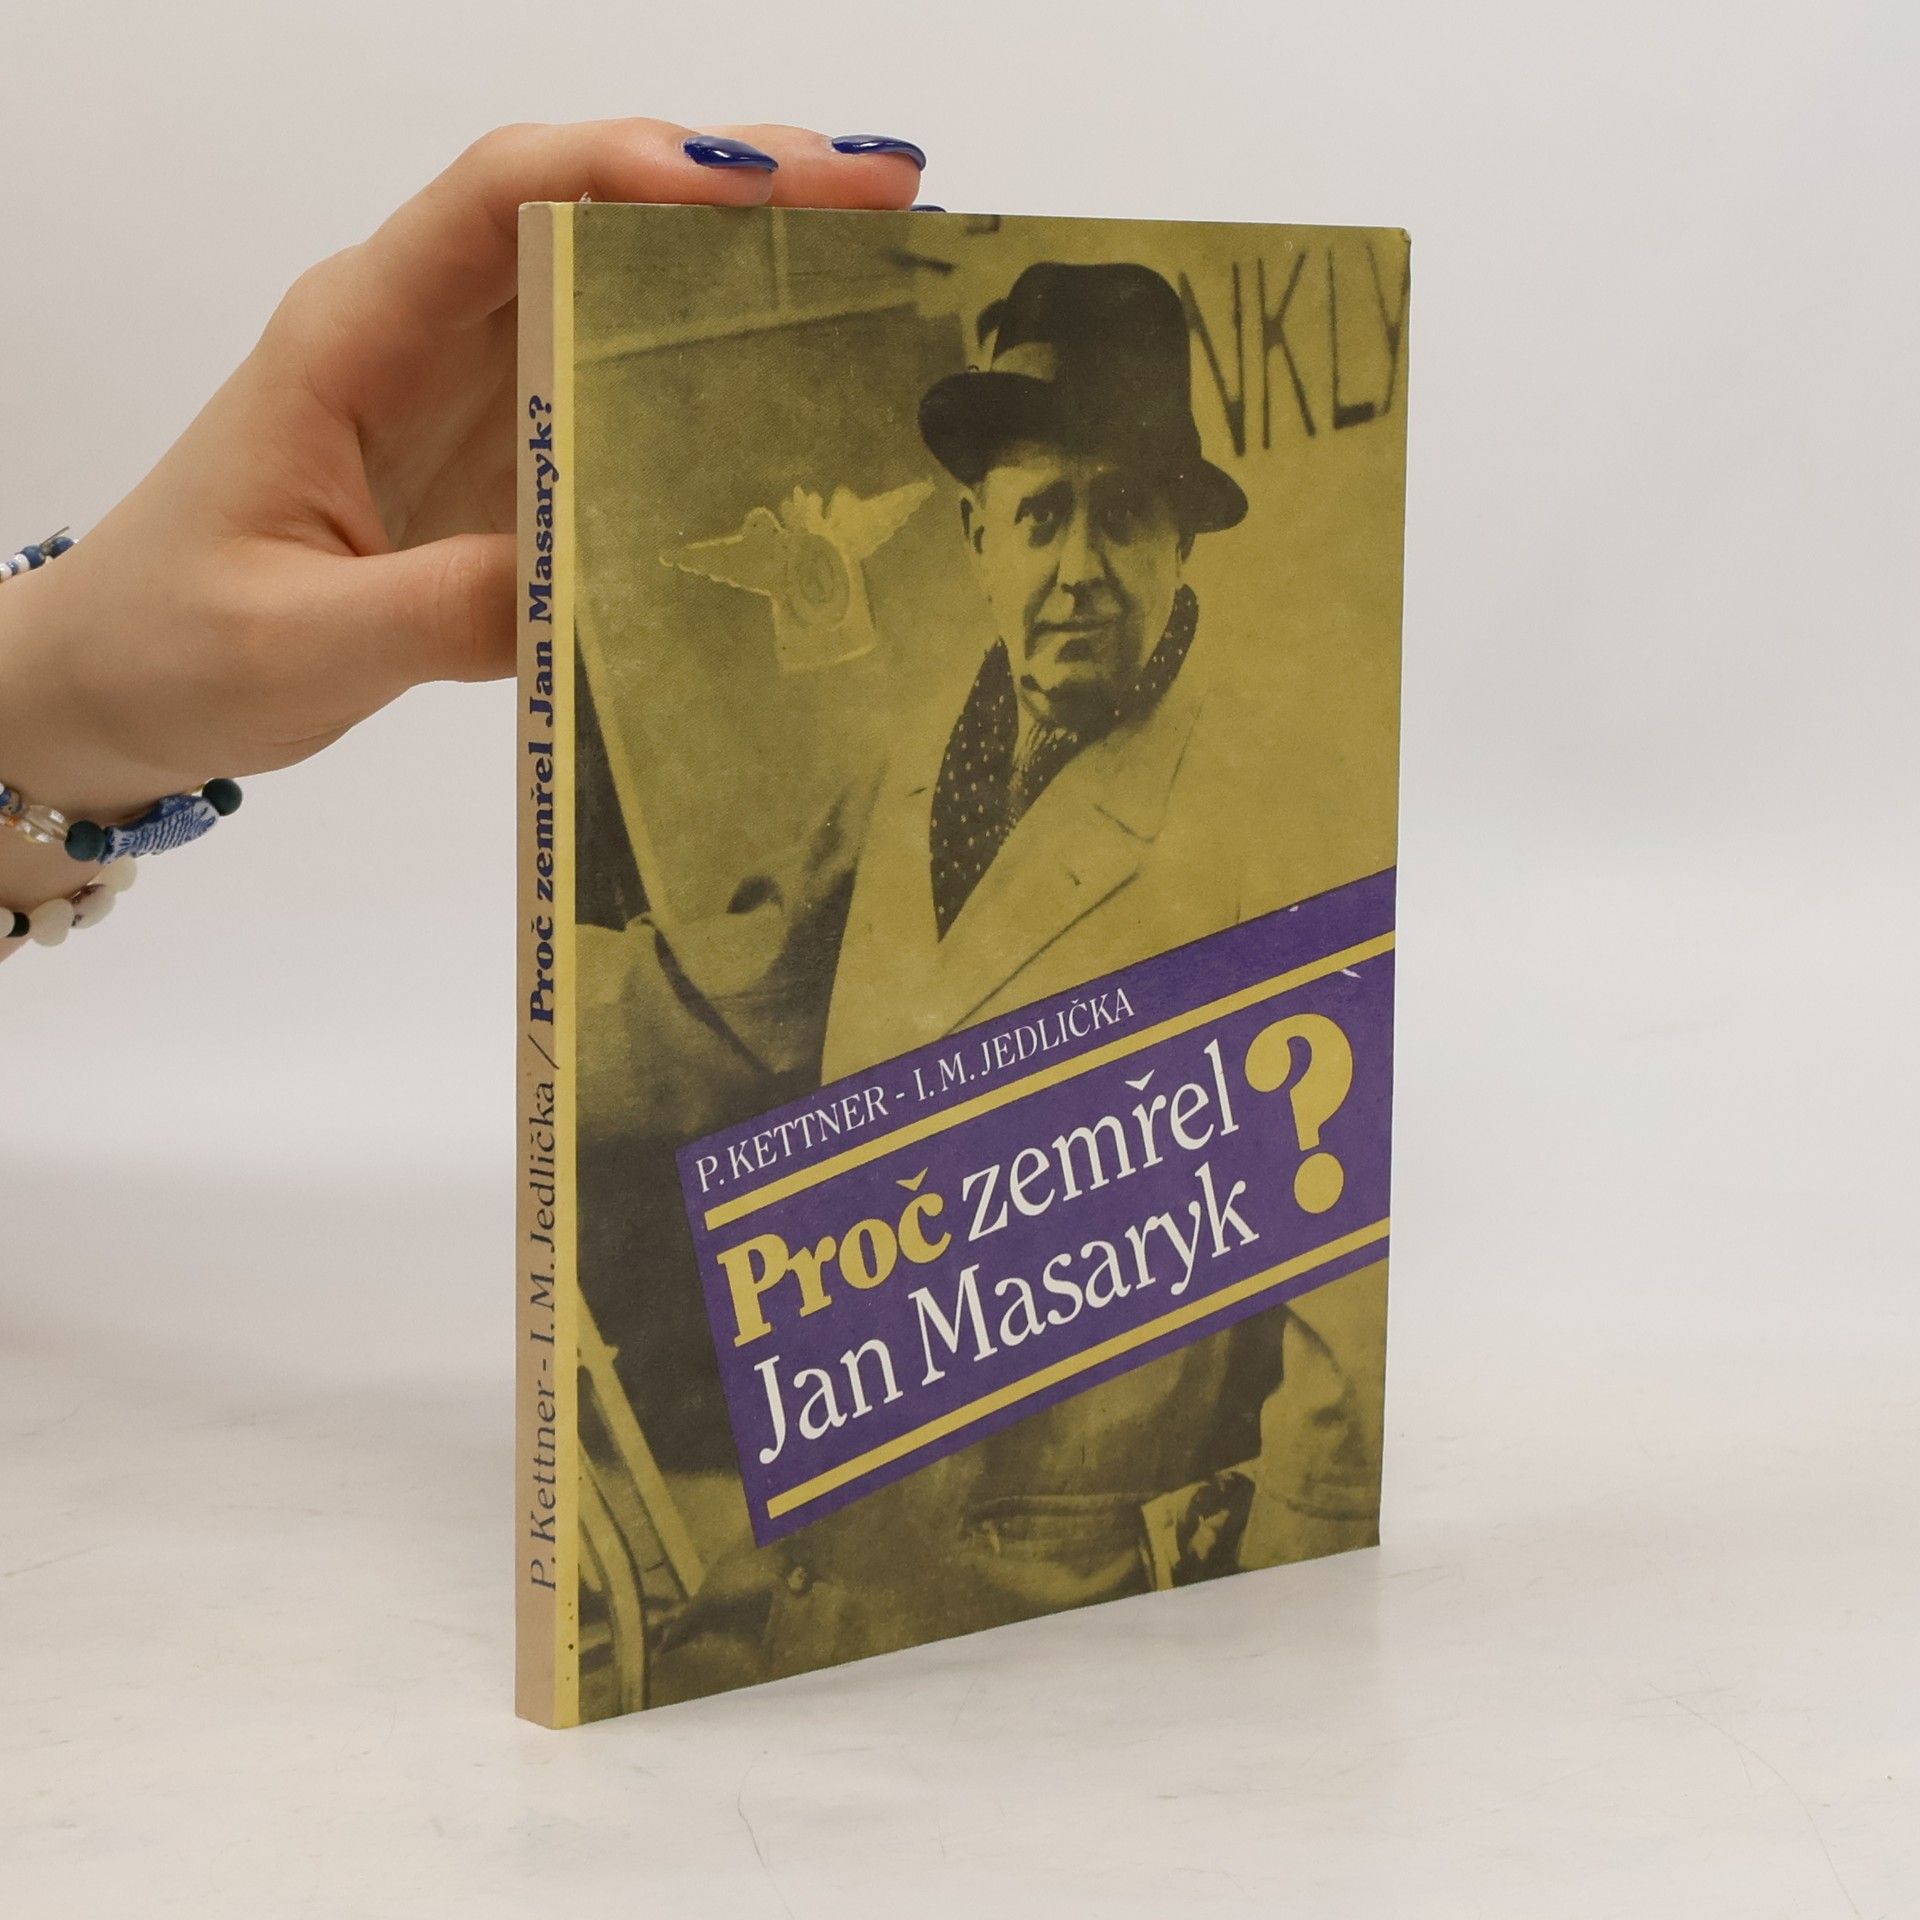 P. Kettner - I. M. Jedlička / Proč zemřel Jan Masaryk?
NKLY
P. KETTNER - I. M. JEDLIČKA
Proč zemřel
Jan Masaryk?